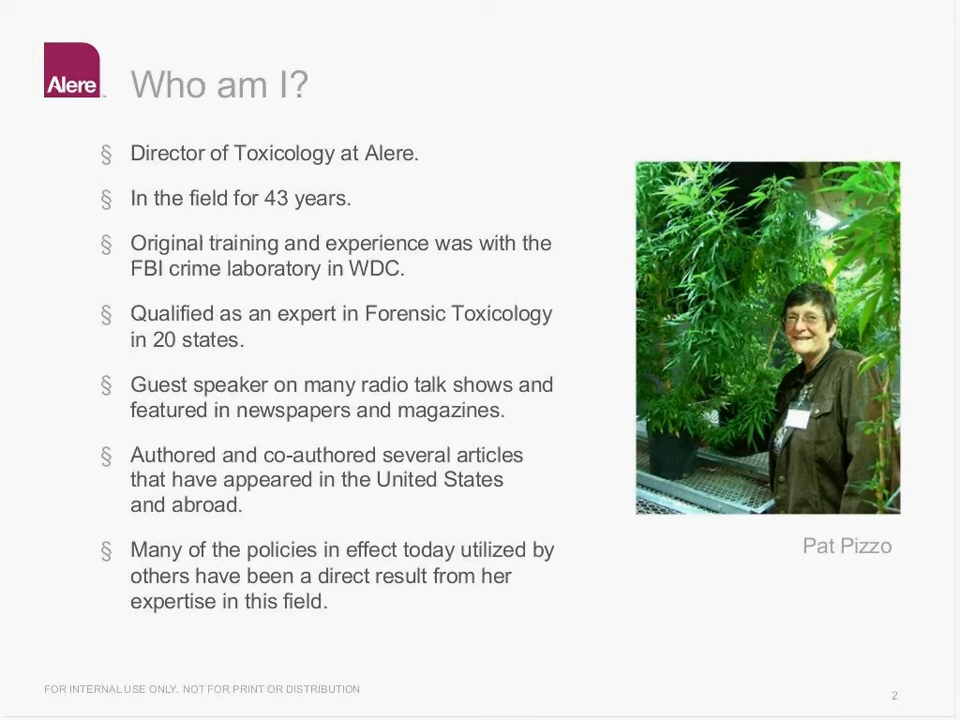 Alere
Who am I?
§ Director of Toxicology at Alere.
§ In the field for 43 years.
§ Original training and experience was with the
FBI crime laboratory in WDC.
§ Qualified as an expert in Forensic Toxicology
in 20 states.
§ Guest speaker on many radio talk shows and
featured in newspapers and magazines.
§ Authored and co-authored several articles
that have appeared in the United States
and abroad.
§ Many of the policies in effect today utilized by
others have been a direct result from her
expertise in this field.
Pat Pizzo
FOR INTERNAL USE ONLY. NOT FOR PRINT OR DISTRIBUTION
2